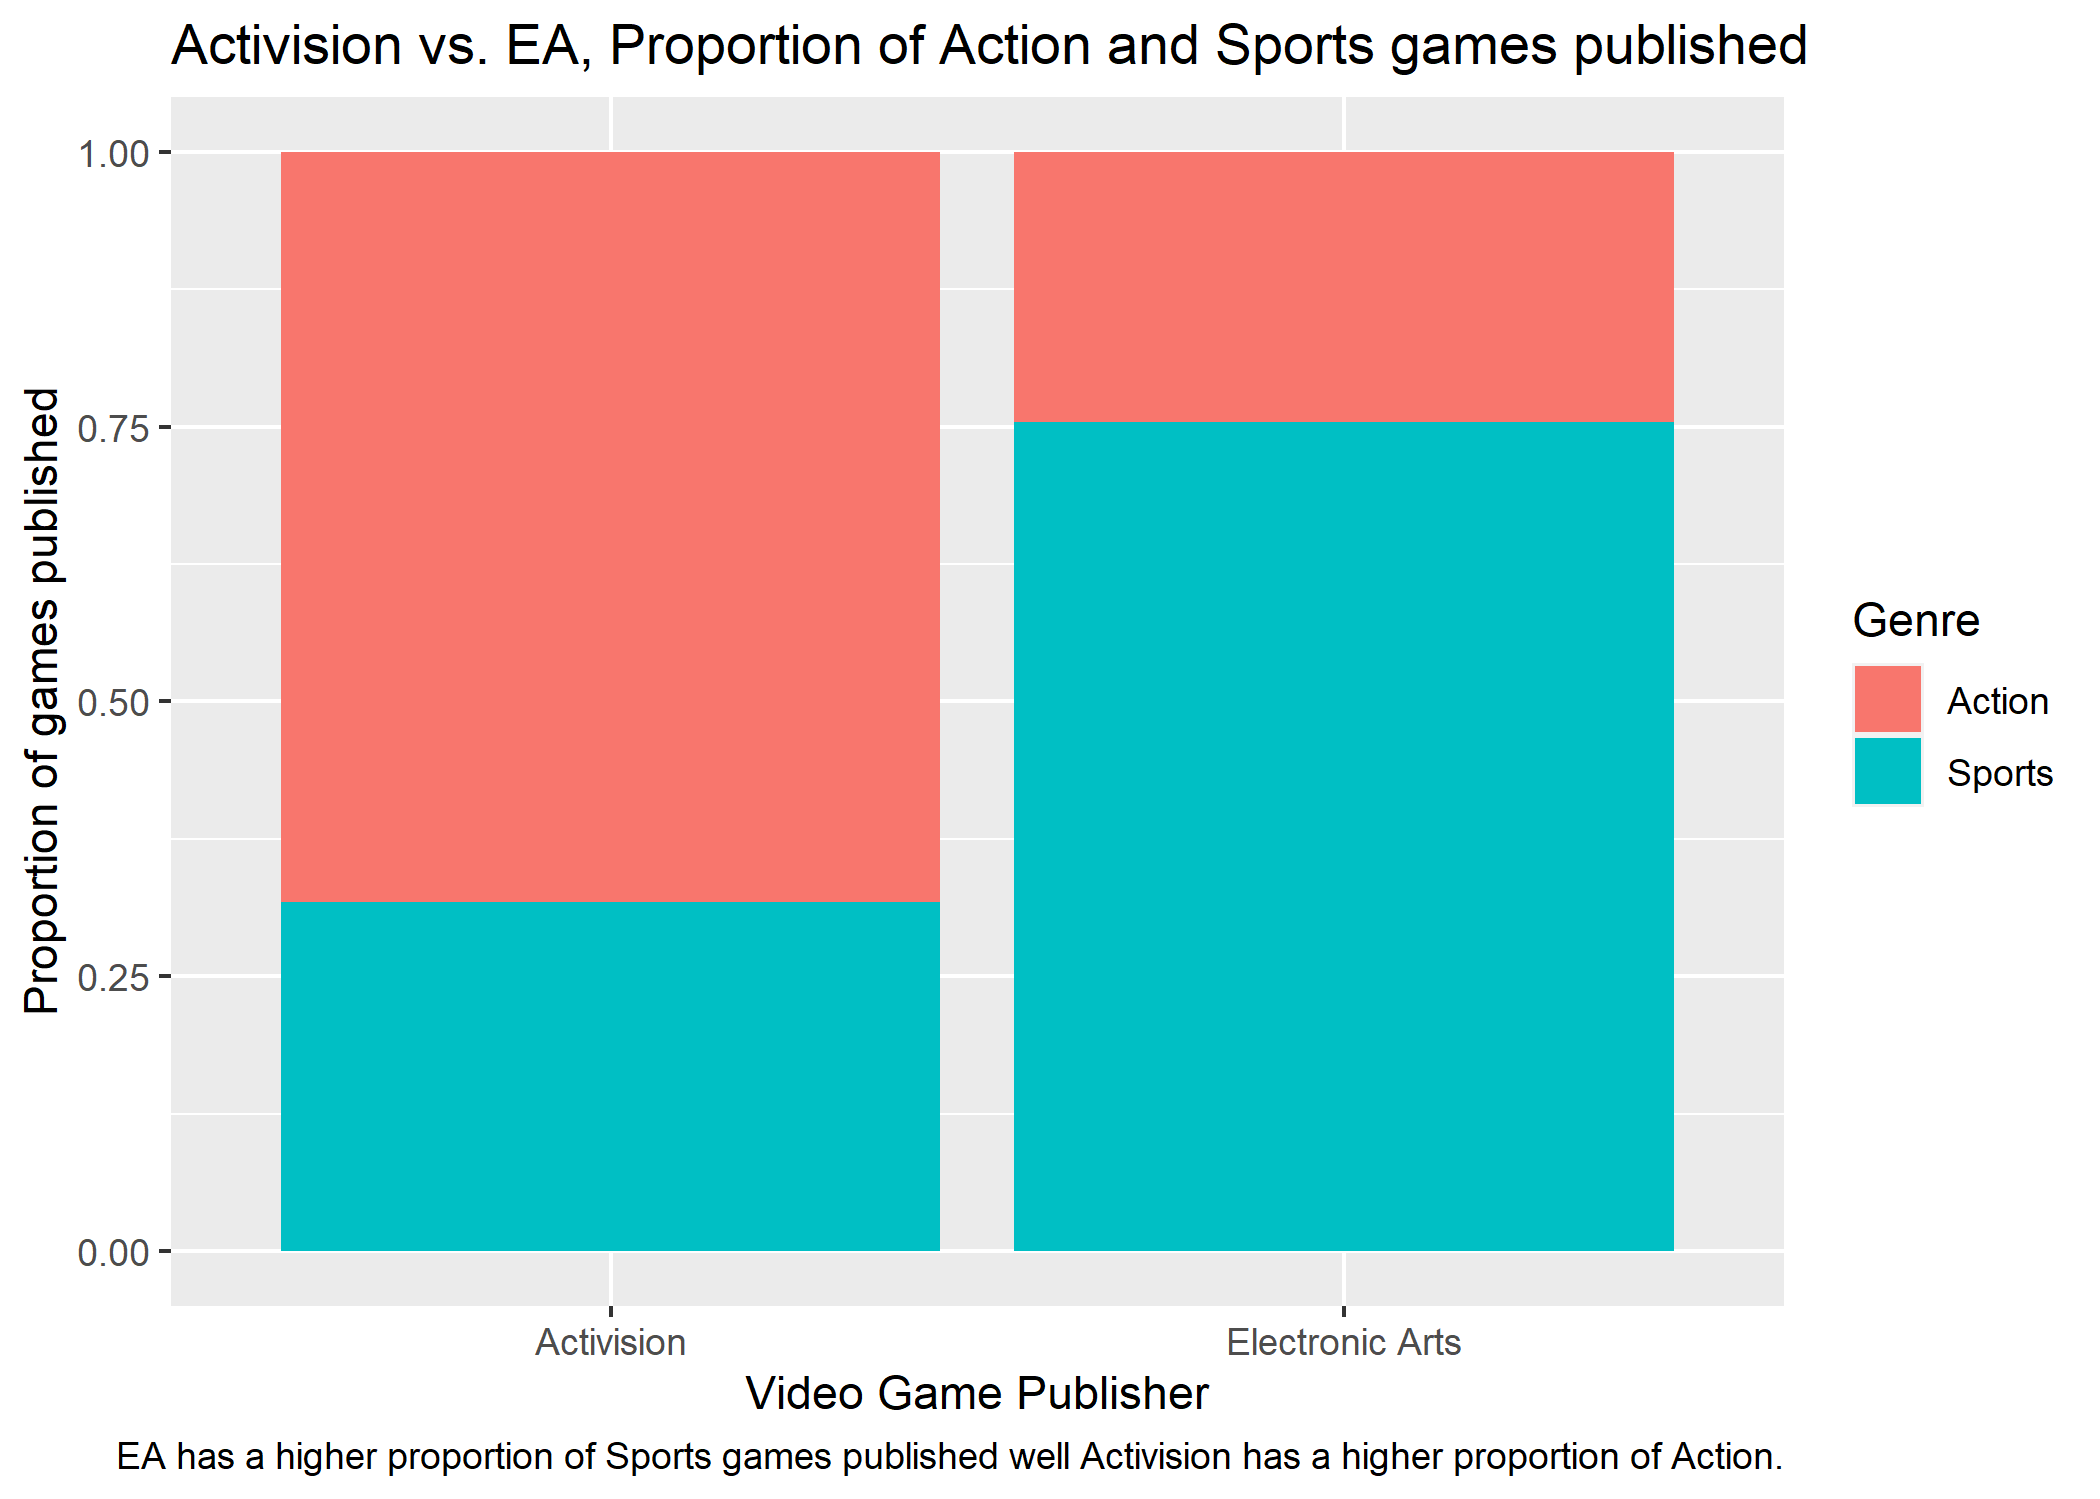 Activision vs. EA, Proportion of Action and Sports games published
Proportion of games published
1.00
0.75
0.50
0.25
0.00
Activision
Electronic Arts
Video Game Publisher
Genre
Action
Sports
EA has a higher proportion of Sports games published well Activision has a higher proportion of Action.